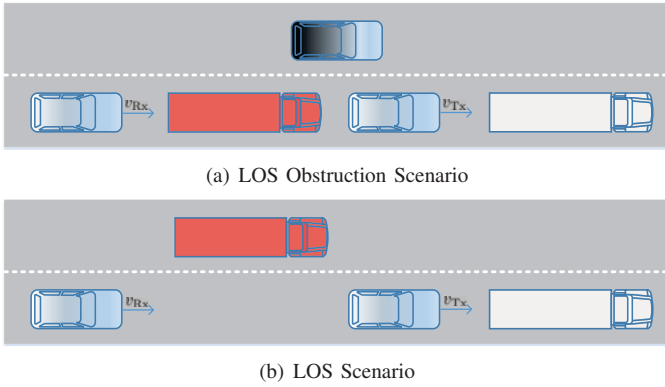 v_Rx v_Tx
(a) LOS Obstruction Scenario
v_Rx v_Tx
(b) LOS Scenario